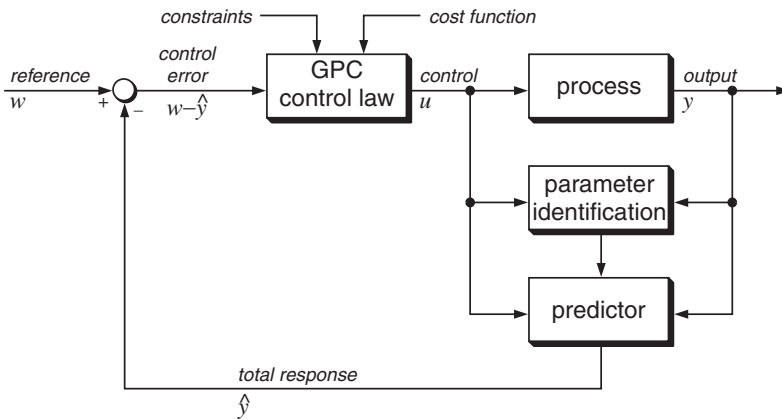 constraints
cost function
reference
w
+
−
control
error
w−ŷ
GPC
control law
control
u
process
output
y
parameter
identification
predictor
total response
ŷ